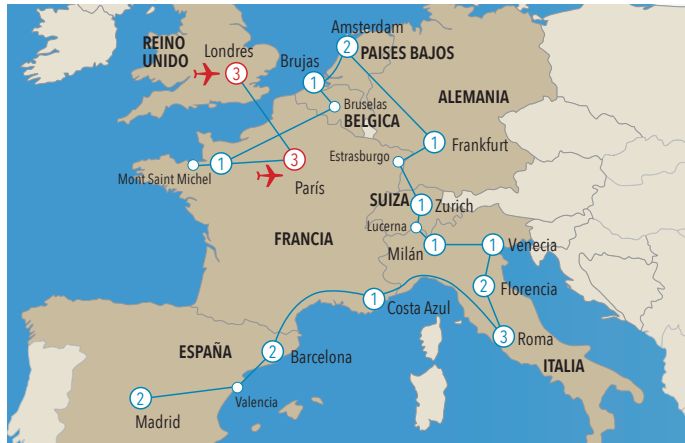 Amsterdam
REINO
UNIDO
Londres
2
PAISES BAJOS
Brujas
3
1
ALEMANIA
Bruselas
BELGICA
1
Frankfurt
Estrasburgo
1
3
Mont Saint Michel
París
SUIZA
1
Zurich
Lucerna
FRANCIA
Milán
1
1
Venecia
2
Florencia
1
Costa Azul
3
Roma
ESPAÑA
2
Barcelona
ITALIA
2
Valencia
Madrid